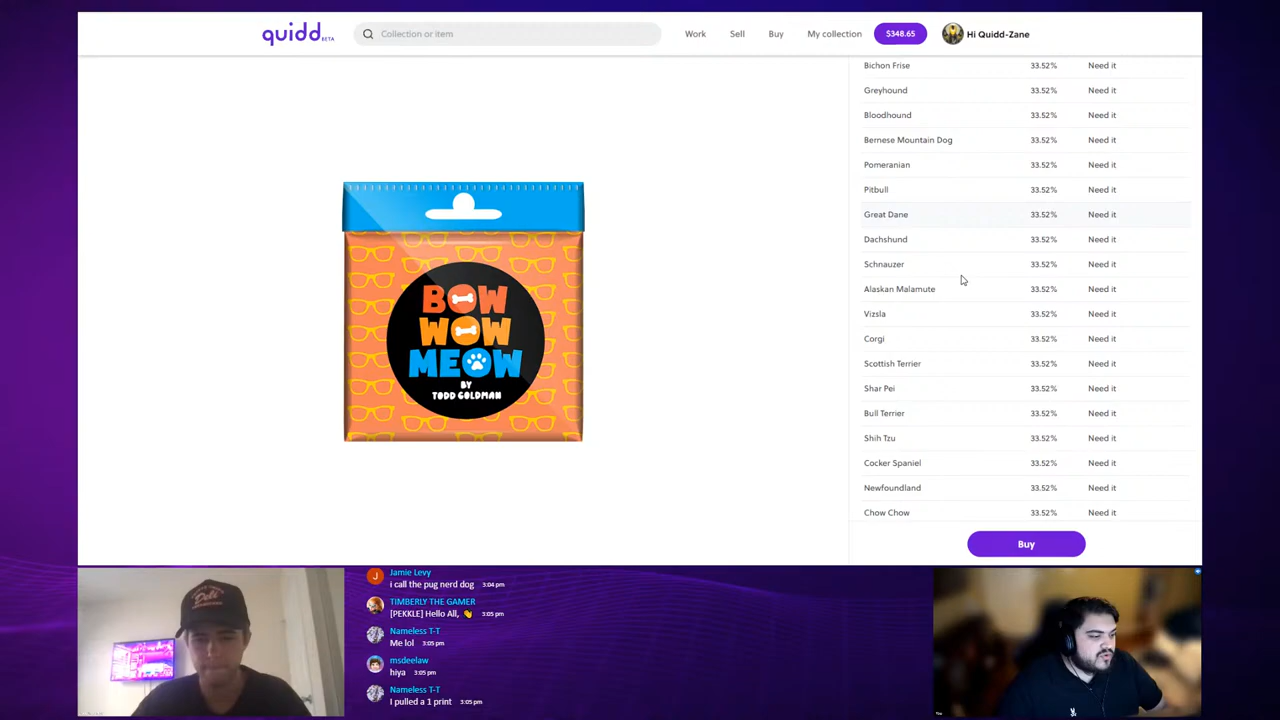 quidd BETA
Collection or item
Work
Sell
Buy
My collection
$348.65
Hi Quidd-Zane
Bichon Frise 33.52% Need it
Greyhound 33.52% Need it
Bloodhound 33.52% Need it
Bernese Mountain Dog 33.52% Need it
Pomeranian 33.52% Need it
Pitbull 33.52% Need it
Great Dane 33.52% Need it
Dachshund 33.52% Need it
Schnauzer 33.52% Need it
Alaskan Malamute 33.52% Need it
Vizsla 33.52% Need it
Corgi 33.52% Need it
Scottish Terrier 33.52% Need it
Shar Pei 33.52% Need it
Bull Terrier 33.52% Need it
Shih Tzu 33.52% Need it
Cocker Spaniel 33.52% Need it
Newfoundland 33.52% Need it
Chow Chow 33.52% Need it
Buy
BOW
WOW
MEOW
BY
TODD GOLDMAN
J
Jamie Levy
i call the pug nerd dog 3:04 pm
TIMBERLY THE GAMER
[PEKKLE] Hello All, 👋 3:05 pm
Nameless T-T
Me lol 3:05 pm
msdeelaw
hiya 3:05 pm
Nameless T-T
I pulled a 1 print 3:05 pm
Deli